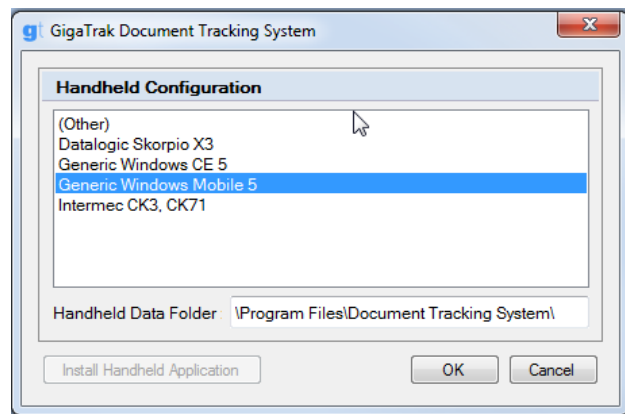 gt GigaTrak Document Tracking System
Handheld Configuration
(Other)
Datalogic Skorpio X3
Generic Windows CE 5
Generic Windows Mobile 5
Intermec CK3, CK71
Handheld Data Folder : \Program Files\Document Tracking System\
Install Handheld Application OK Cancel